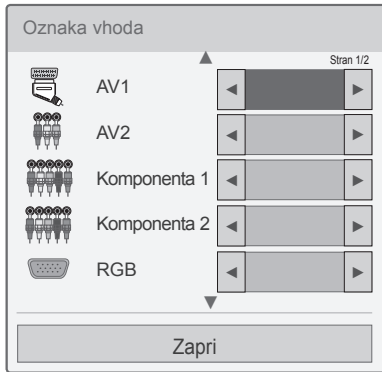 Oznaka vhoda
Stran 1/2
AV1
AV2
Komponenta 1
Komponenta 2
RGB
Zapri